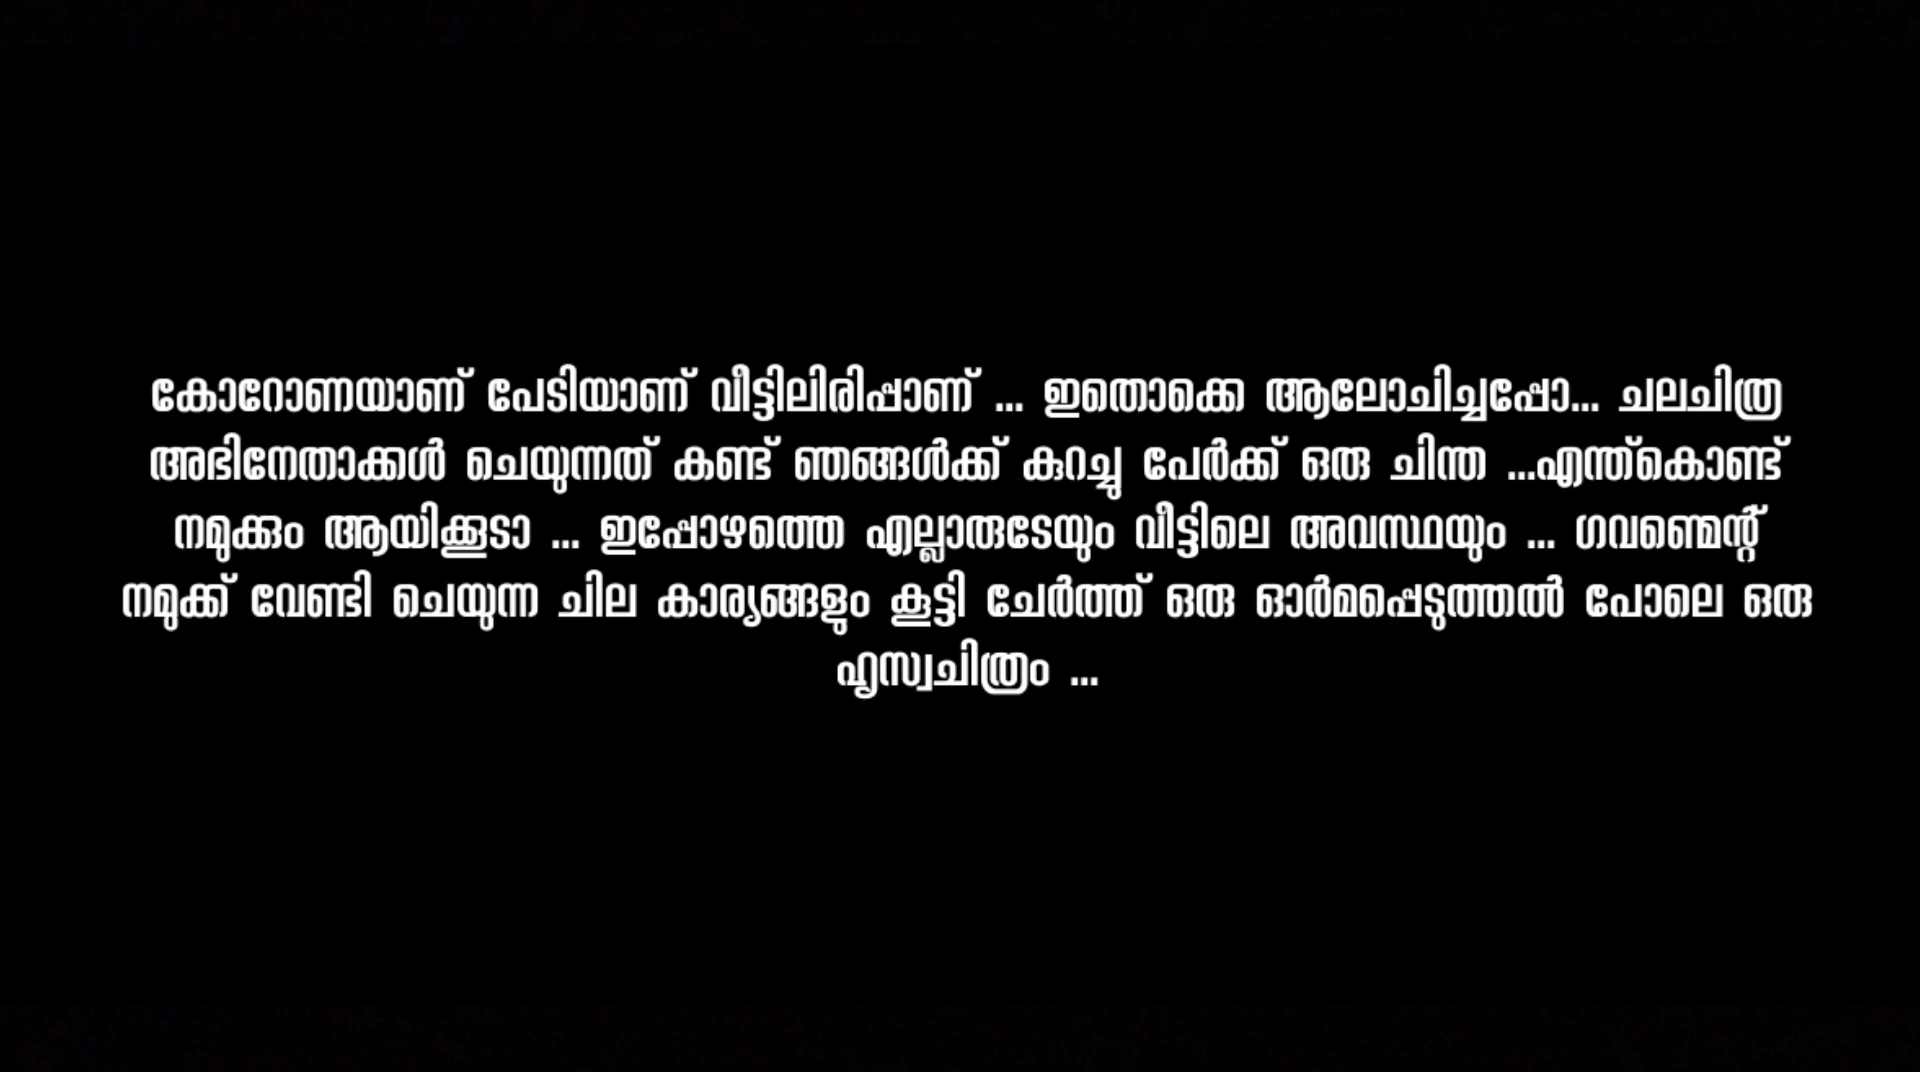 കോറോണയാണ് പേടിയാണ് വീട്ടിലിരിപ്പാണ് ... ഇതൊക്കെ ആലോചിച്ചപ്പോ... ചലചിത്ര
അഭിനേതാക്കൾ ചെയുന്നത് കണ്ട് ഞങ്ങൾക്ക് കുറച്ചു പേർക്ക് ഒരു ചിന്ത ...എന്ത്കൊണ്ട്
നമുക്കും ആയിക്കൂടാ ... ഇപ്പോഴത്തെ എല്ലാരുടേയും വീട്ടിലെ അവസ്ഥയും ... ഗവണ്മെന്റ്
നമുക്ക് വേണ്ടി ചെയുന്ന ചില കാര്യങ്ങളും കൂട്ടി ചേർത്ത് ഒരു ഓർമപ്പെടുത്തൽ പോലെ ഒരു
ഹൃസ്വചിത്രം ...